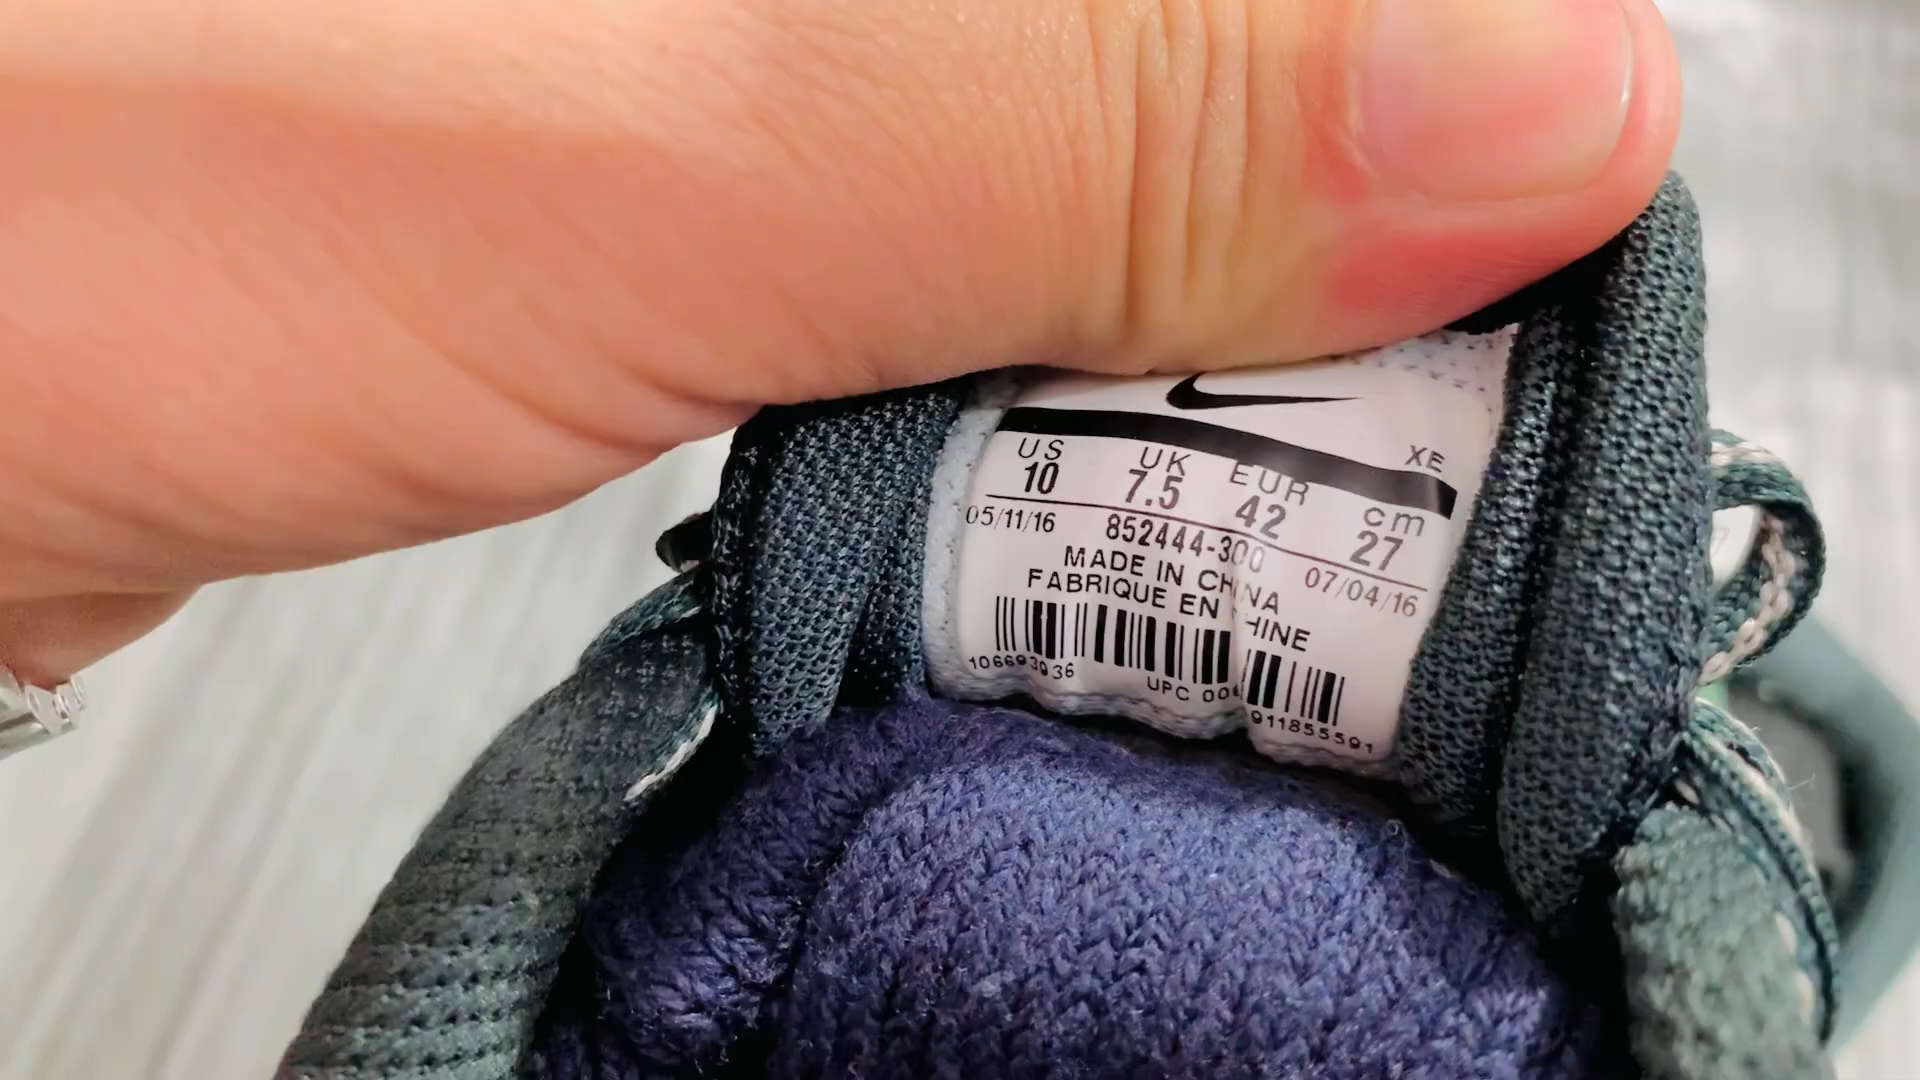 XE
US UK EUR cm
10 7.5 42 27
05/11/16 852444-300 07/04/16
MADE IN CHINA
FABRIQUE EN CHINE
UPC